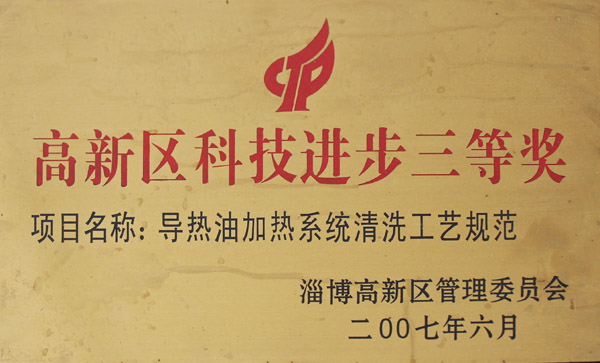 高新区科技进步三等奖
项目名称：导热油加热系统清洗工艺规范
淄博高新区管理委员会
二00七年六月